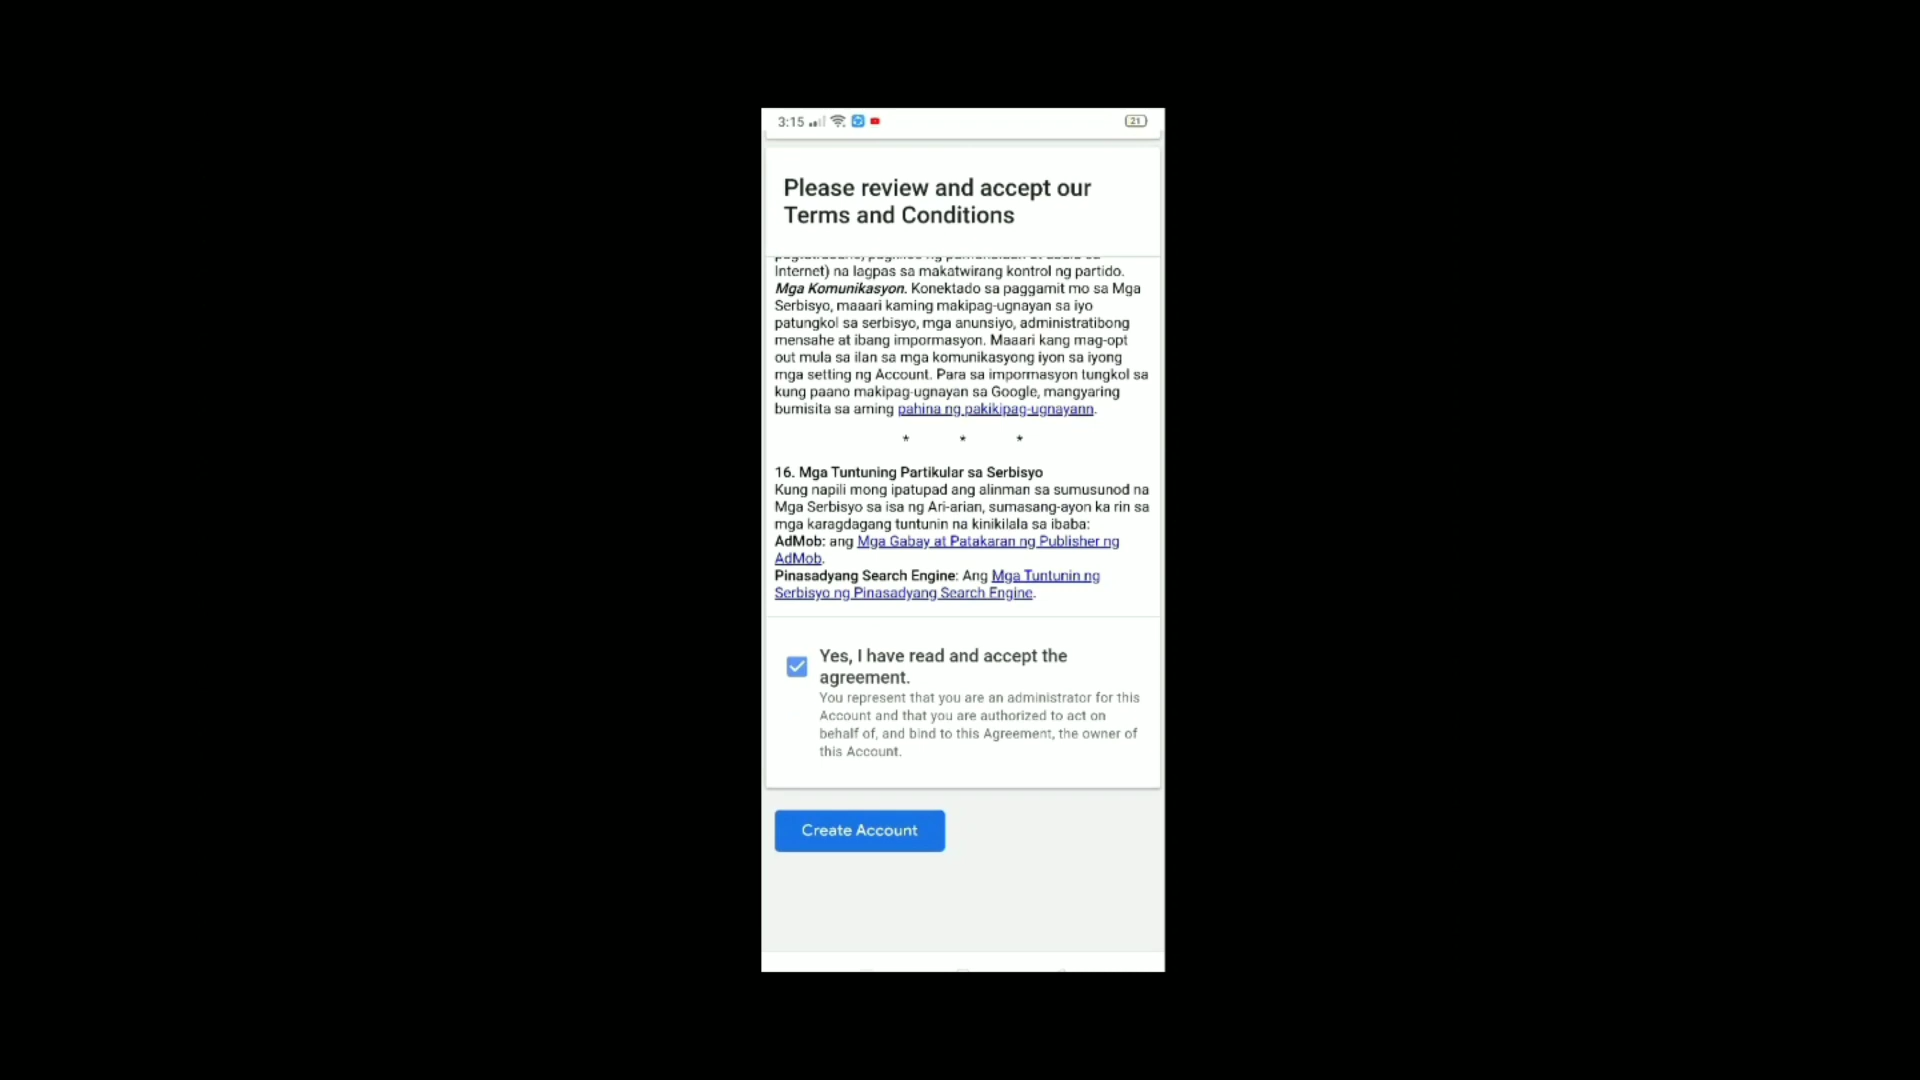 3:15
21
Please review and accept our
Terms and Conditions
Internet) na lagpas sa makatwirang kontrol ng partido.
Mga Komunikasyon. Konektado sa paggamit mo sa Mga
Serbisyo, maaari kaming makipag-ugnayan sa iyo
patungkol sa serbisyo, mga anunsiyo, administratibong
mensahe at ibang impormasyon. Maaari kang mag-opt
out mula sa ilan sa mga komunikasyong iyon sa iyong
mga setting ng Account. Para sa impormasyon tungkol sa
kung paano makipag-ugnayan sa Google, mangyaring
bumisita sa aming pahina ng pakikipag-ugnayann.
* * *
16. Mga Tuntuning Partikular sa Serbisyo
Kung napili mong ipatupad ang alinman sa sumusunod na
Mga Serbisyo sa isa ng Ari-arian, sumasang-ayon ka rin sa
mga karagdagang tuntunin na kinikilala sa ibaba:
AdMob: ang Mga Gabay at Patakaran ng Publisher ng
AdMob.
Pinasadyang Search Engine: Ang Mga Tuntunin ng
Serbisyo ng Pinasadyang Search Engine.
Yes, I have read and accept the
agreement.
You represent that you are an administrator for this
Account and that you are authorized to act on
behalf of, and bind to this Agreement, the owner of
this Account.
Create Account